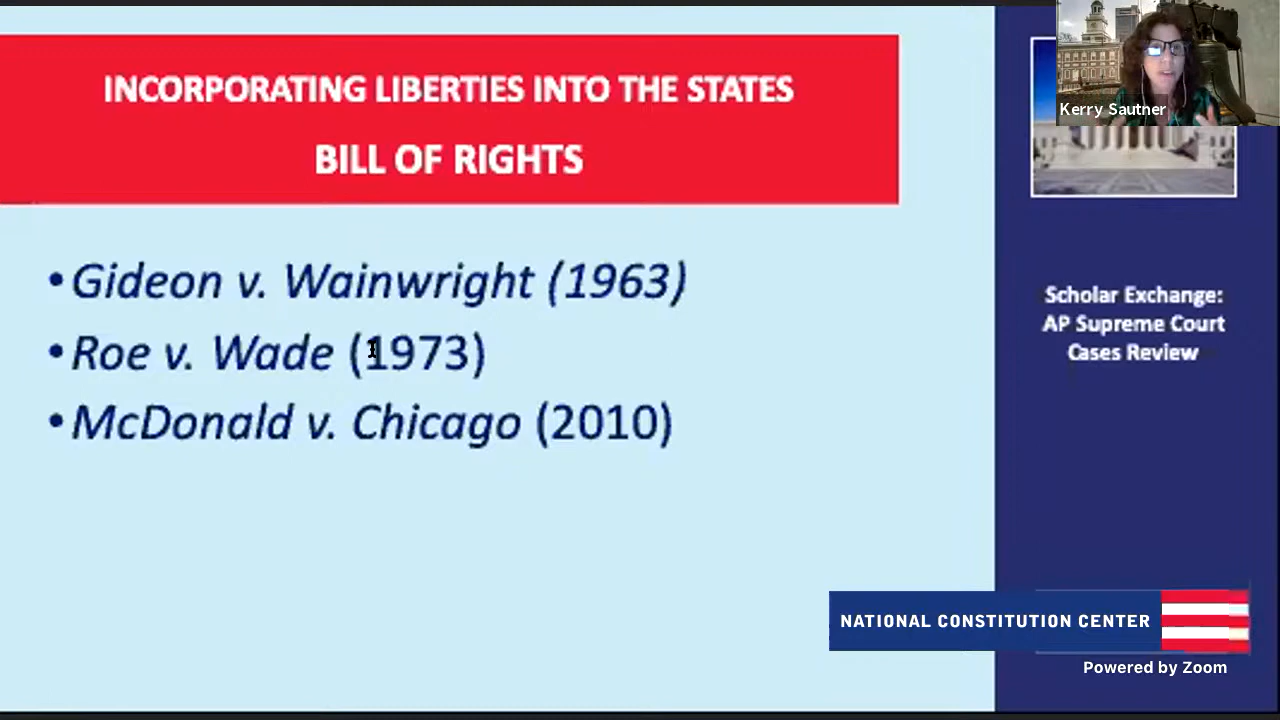 INCORPORATING LIBERTIES INTO THE STATES
BILL OF RIGHTS
• Gideon v. Wainwright (1963)
• Roe v. Wade (1973)
• McDonald v. Chicago (2010)
Kerry Sautner
Scholar Exchange:
AP Supreme Court
Cases Review
NATIONAL CONSTITUTION CENTER
Powered by Zoom